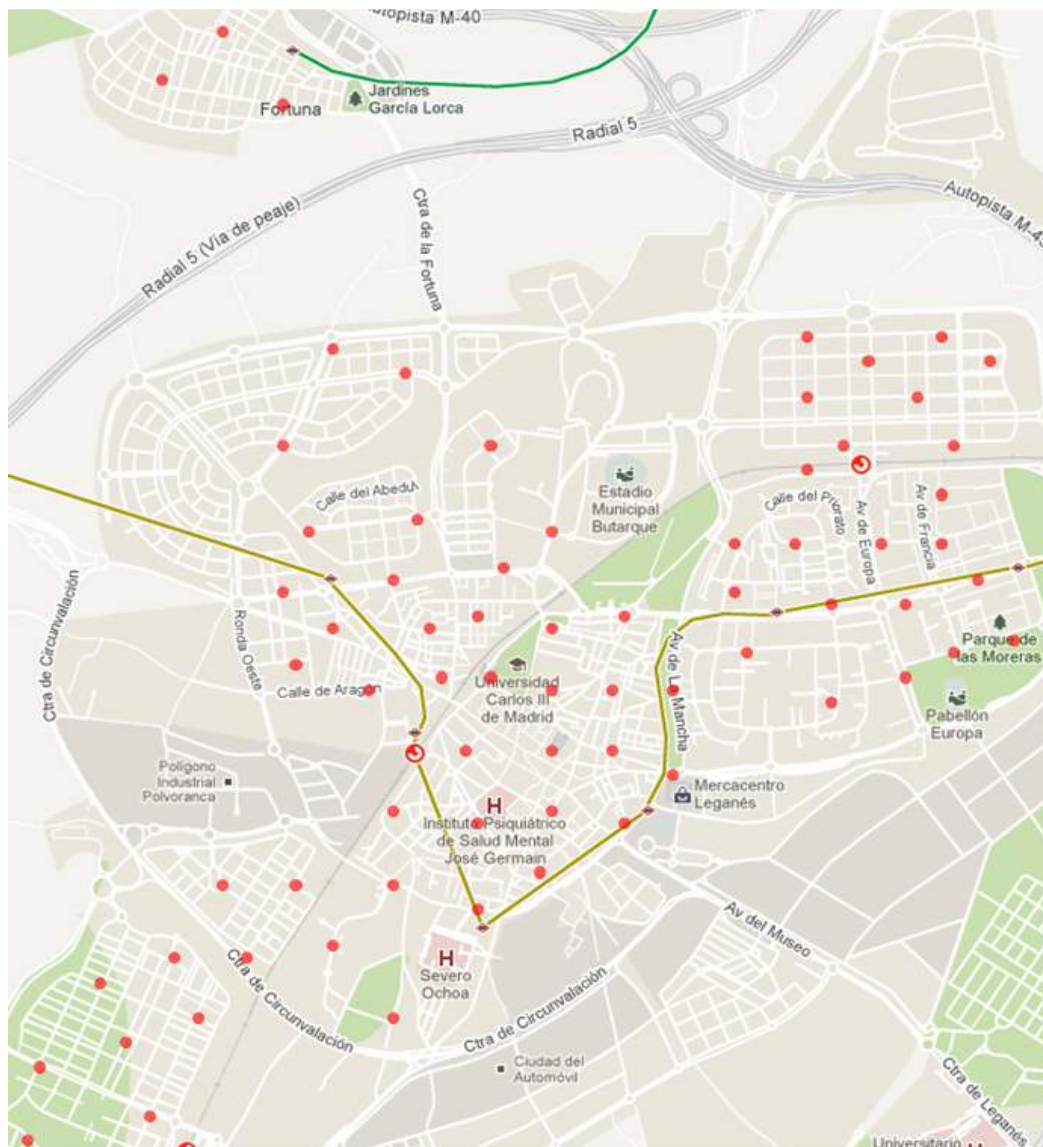 Autopista M-40
Jardines
García Lorca
Fortuna
Radial 5
Autopista M-45
Ctra de la Fortuna
Radial 5 (Vía de peaje)
Calle del Abedul
Estadio
Municipal
Butarque
Calle del Priorato
Av de Europa
Av de Francia
Ctra de Circunvalación
Ronda Oeste
Parque de
las Moreras
Av de La Mancha
Universidad
Carlos III
de Madrid
Calle de Aragón
Pabellón
Europa
Polígono
Industrial
Polvoranca
Mercacentro
Leganés
H
Instituto Psiquiátrico
de Salud Mental
José Germain
Av del Museo
H
Severo
Ochoa
Ctra de Circunvalación
Ctra de Circunvalación
Ciudad del
Automóvil
Ctra de Leganés
Universitario